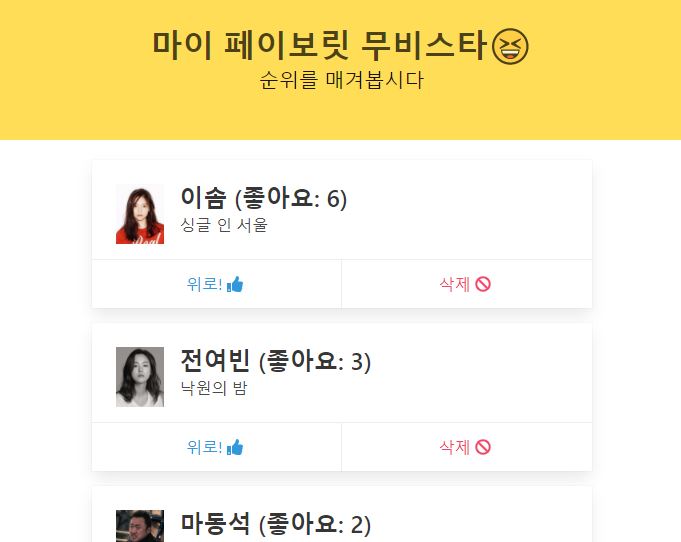 마이 페이보릿 무비스타😆
순위를 매겨봅시다
이솜 (좋아요: 6)
싱글 인 서울
위로!
삭제
전여빈 (좋아요: 3)
낙원의 밤
위로!
삭제
마동석 (좋아요: 2)